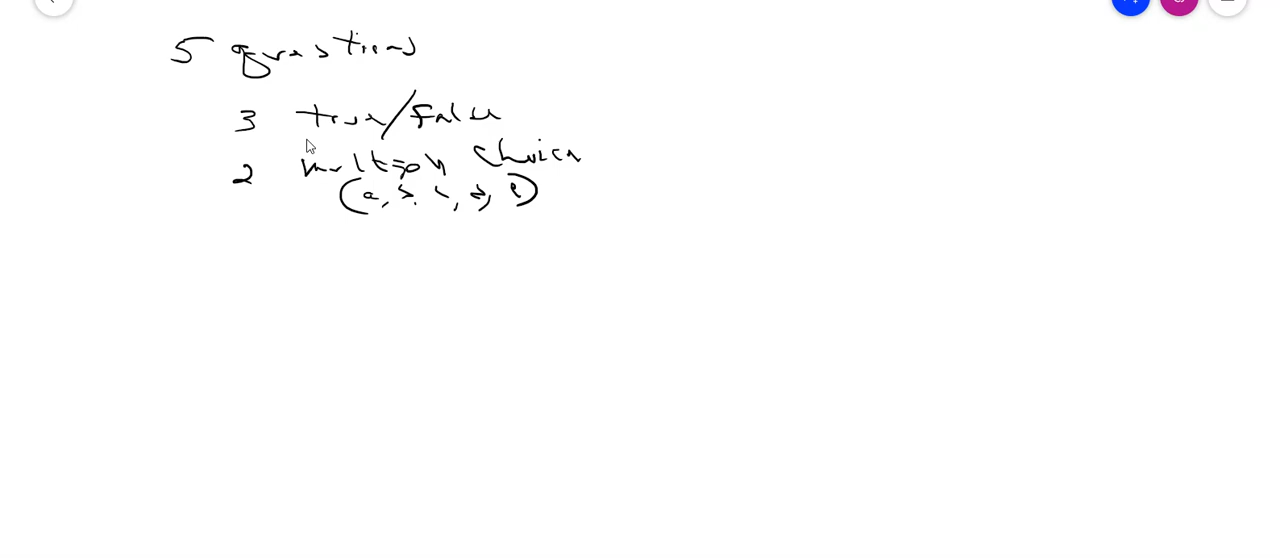 5 questions
3 true/false
2 multiple choice
(a, b, c, d, e)